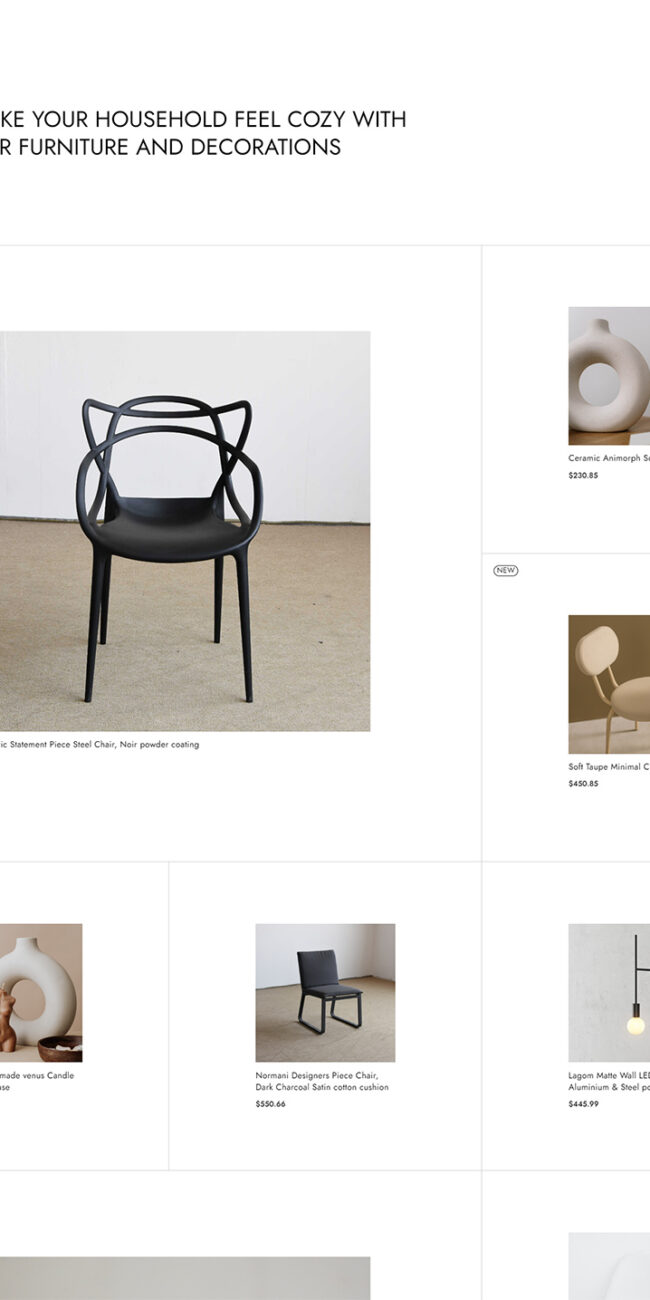 KE YOUR HOUSEHOLD FEEL COZY WITH
R FURNITURE AND DECORATIONS
Ceramic Animorph S
$230.85
NEW
ic Statement Piece Steel Chair, Noir powder coating
Soft Taupe Minimal C
$450.85
made venus Candle
Normani Designers Piece Chair,
Dark Charcoal Satin cotton cushion
$550.66
Lagom Matte Wall LED
Aluminium & Steel po
$445.99